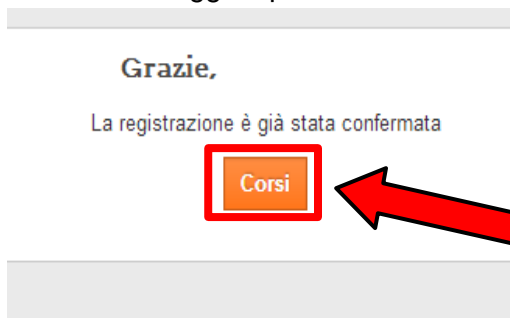 Grazie,
La registrazione è già stata confermata
Corsi